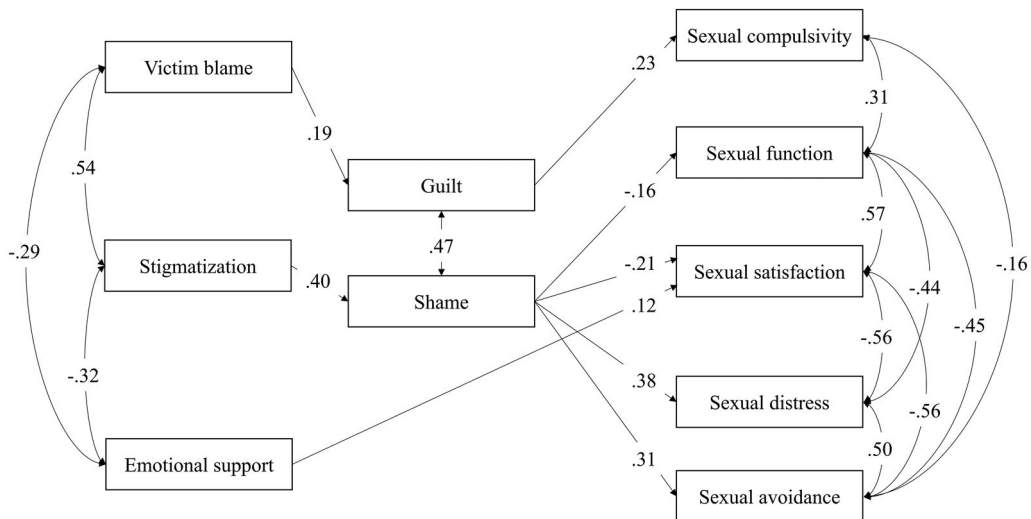 Sexual compulsivity
Victim blame
.23
.31
.19
Sexual function
.54
Guilt
-.16
.57
-.29
.47
-.21
-.16
Stigmatization
.40
Sexual satisfaction
-.44
Shame
.12
-.45
-.56
-.32
.38
Sexual distress
-.56
.50
Emotional support
.31
Sexual avoidance